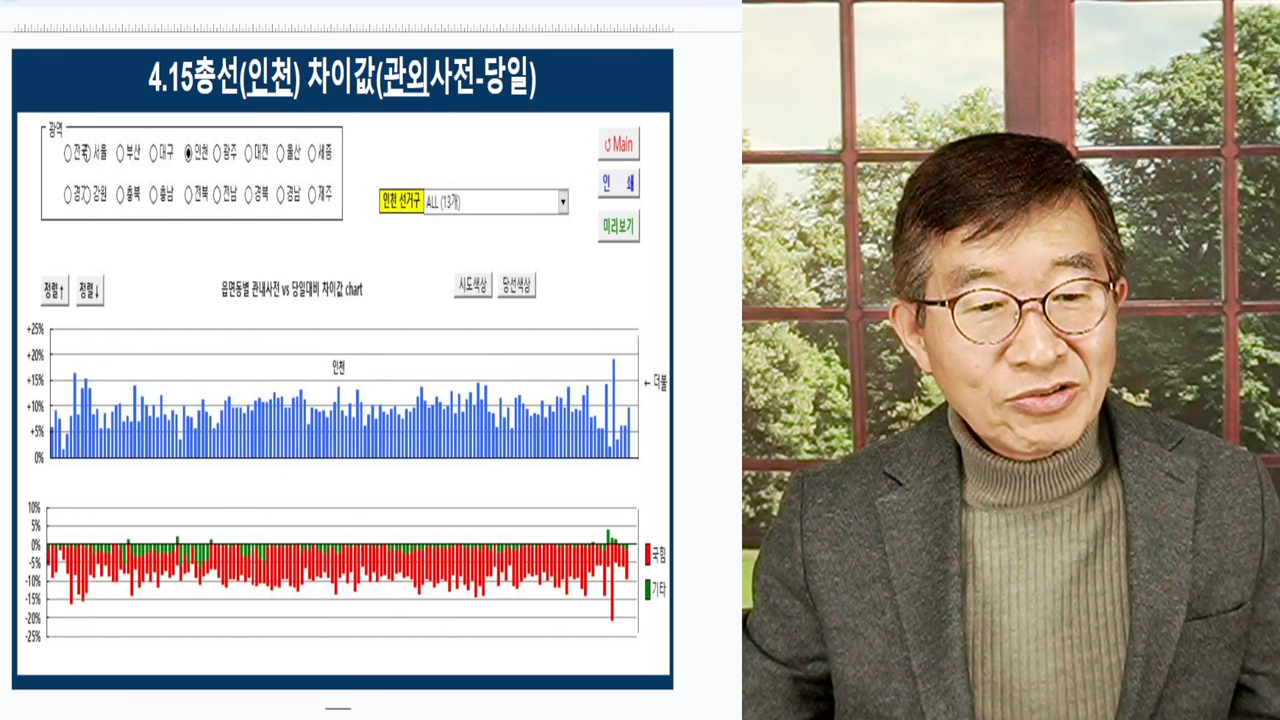 4.15총선(인천) 차이값(관외사전-당일)
광역
전국 서울 부산 대구 인천 광주 대전 울산 세종
경기 강원 충북 충남 전북 전남 경북 경남 제주
인천 선거구 ALL (13개)
↺ Main
인 쇄
미리보기
정렬↑ 정렬↓ 읍면동별 관내사전 vs 당일대비 차이값 chart 시도색상 당선색상
+25%
+20%
인천
+15%
← 더불
+10%
+5%
0%
10%
5%
0%
국힘
-5%
-10%
기타
-15%
-20%
-25%